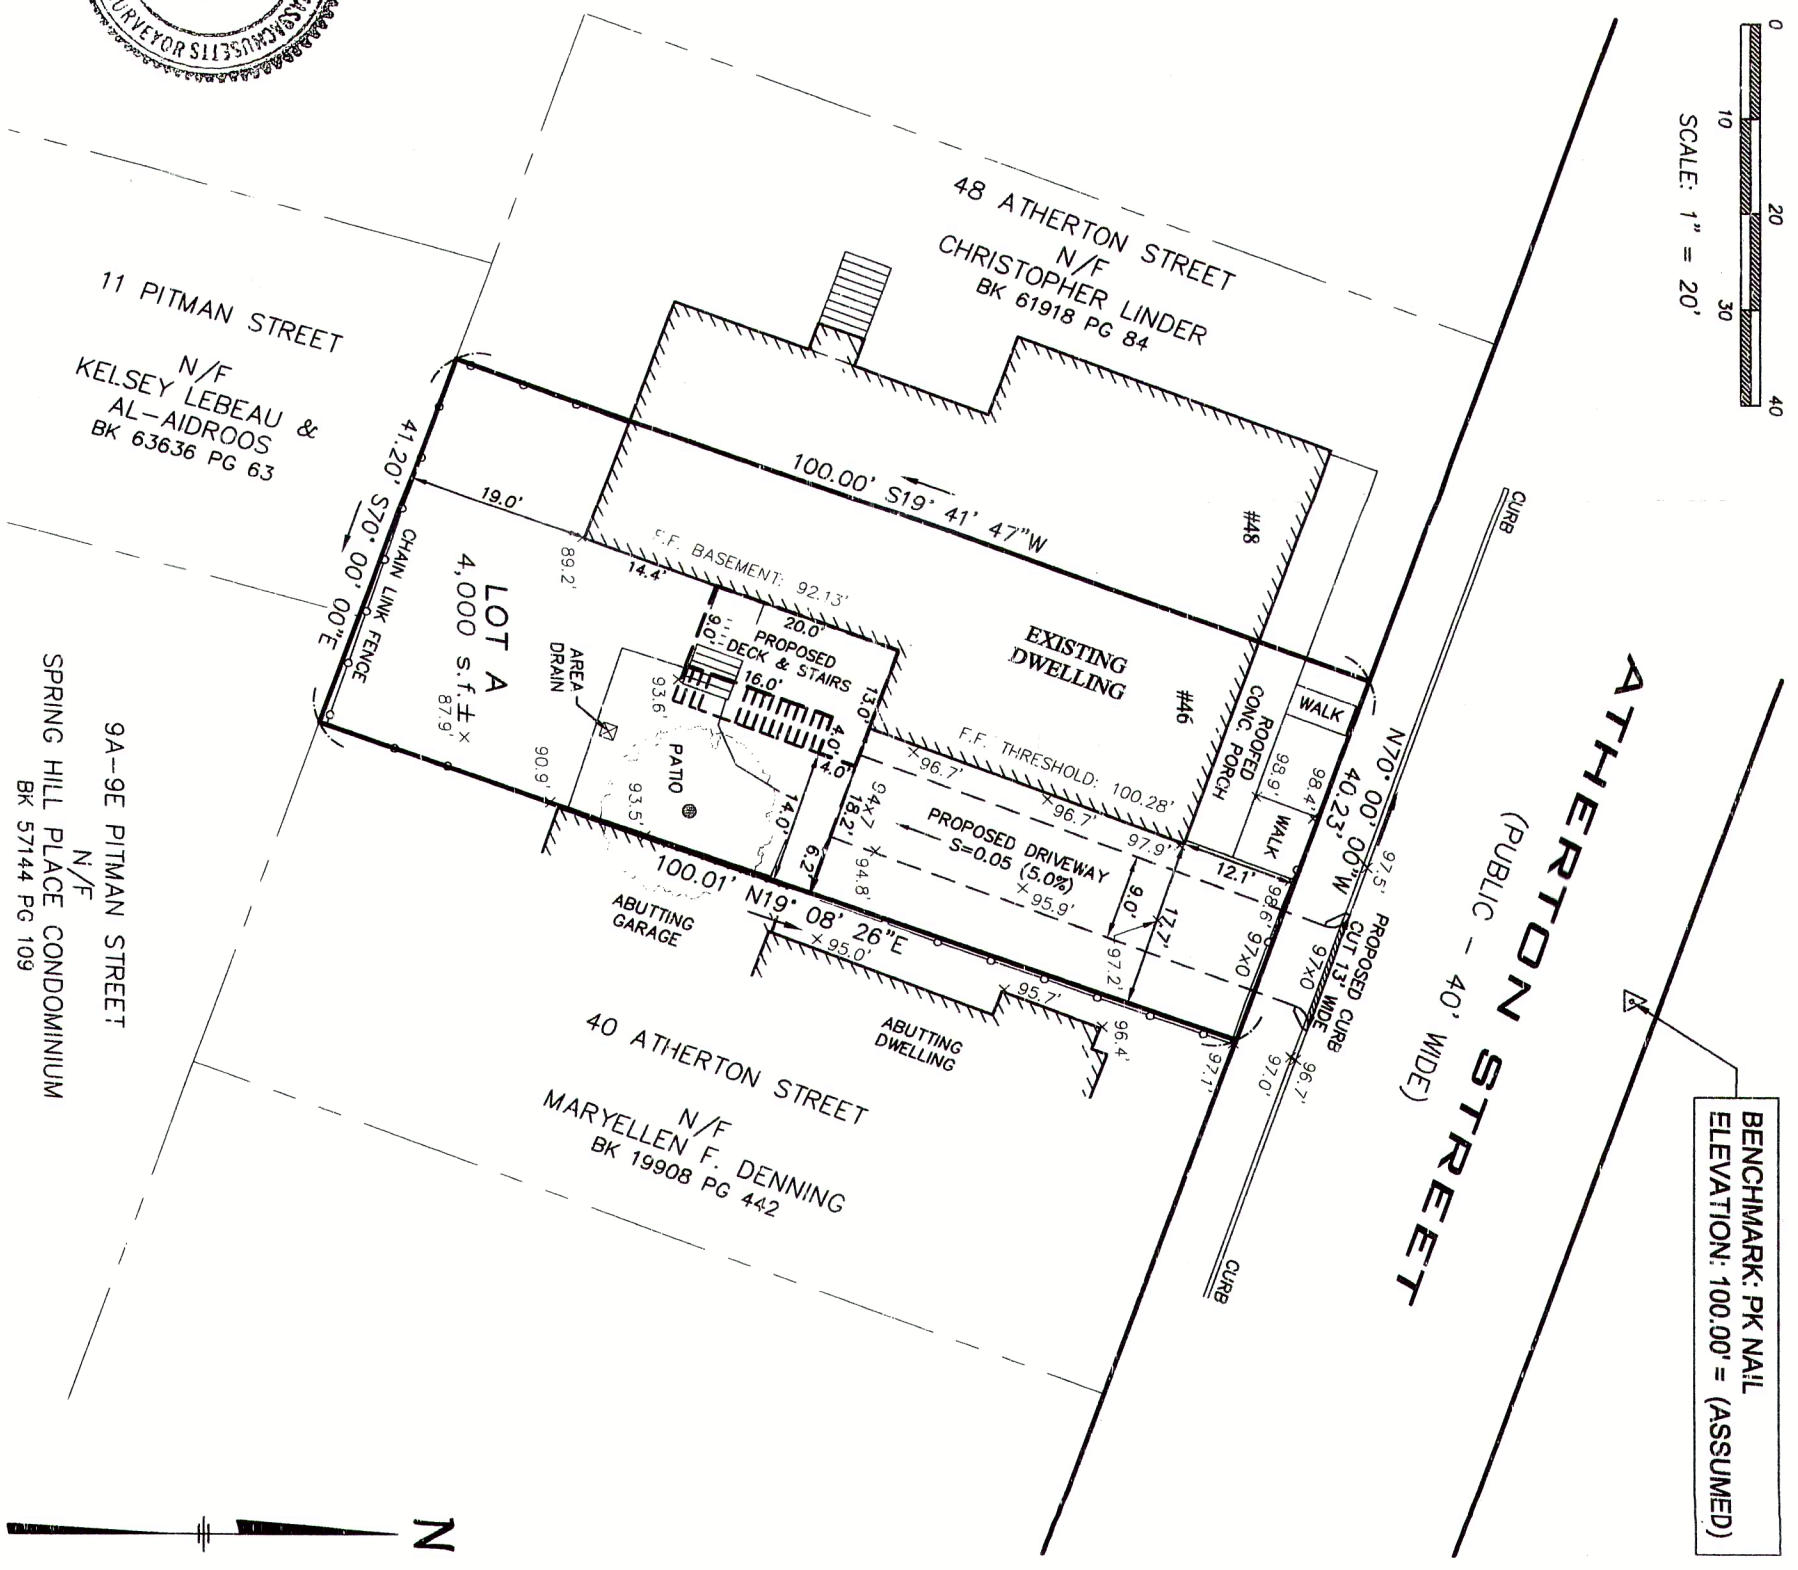 0
10
20
30
40
SCALE: 1" = 20'
MASSACHUSETTS
SURVEYOR
BENCHMARK: PK NAIL
ELEVATION: 100.00' = (ASSUMED)
ATHERTON STREET
(PUBLIC - 40' WIDE)
CURB
CURB
48 ATHERTON STREET
N/F
CHRISTOPHER LINDER
BK 61918 PG 84
11 PITMAN STREET
N/F
KELSEY LEBEAU &
AL-AIDROOS
BK 63636 PG 63
9A-9E PITMAN STREET
N/F
SPRING HILL PLACE CONDOMINIUM
BK 57144 PG 109
40 ATHERTON STREET
N/F
MARYELLEN F. DENNING
BK 19908 PG 442
100.00' S19° 41' 47"W
41.20' S70° 00' 00"E
CHAIN LINK FENCE
100.01' N19° 08' 26"E
N70° 00' 00"W
40.23'
#48
#46
EXISTING
DWELLING
F.F. BASEMENT: 92.13'
F.F. THRESHOLD: 100.28'
ROOFED
CONC. PORCH
WALK
WALK
98.4'
98.9'
98.6'
97.5'
97x0
97x0
PROPOSED CURB
CUT 13' WIDE
96.7'
97.0'
97.1'
12.1'
17.7'
9.0'
97.9'
97.2'
PROPOSED DRIVEWAY
S=0.05 (5.0%)
96.7'
96.7'
95.9'
94x7
94.8'
18.2'
6.2'
14.0'
4.0'
4.0'
13.0'
20.0'
16.0'
9.0'
PROPOSED
DECK & STAIRS
14.4'
19.0'
89.2'
LOT A
4,000 s.f.±
87.9'
AREA
DRAIN
93.6'
PATIO
93.5'
90.9'
ABUTTING
GARAGE
95.0'
95.7'
96.4'
ABUTTING
DWELLING
N